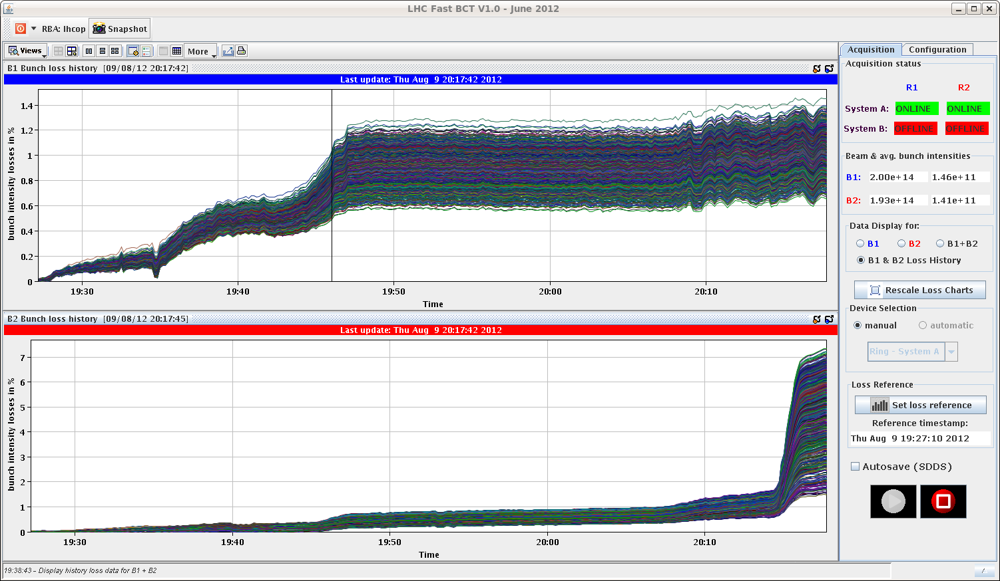 LHC Fast BCT V1.0 - June 2012
RBA: lhcop
Snapshot
Views
More
B1 Bunch loss history [09/08/12 20:17:42]
Last update: Thu Aug  9 20:17:42 2012
bunch intensity losses in %
1.4
1.2
1
0.8
0.6
0.4
0.2
0
19:30
19:40
19:50
20:00
20:10
Time
B2 Bunch loss history [09/08/12 20:17:45]
Last update: Thu Aug  9 20:17:42 2012
bunch intensity losses in %
7
6
5
4
3
2
1
0
19:30
19:40
19:50
20:00
20:10
Time
19:38:43 - Display history loss data for B1 + B2
Acquisition
Configuration
Acquisition status
R1 R2
System A: ONLINE ONLINE
System B: OFFLINE OFFLINE
Beam & avg. bunch intensities
B1: 2.00e+14 1.46e+11
B2: 1.93e+14 1.41e+11
Data Display for:
B1 B2 B1+B2
B1 & B2 Loss History
Rescale Loss Charts
Device Selection
manual automatic
Ring - System A
Loss Reference
Set loss reference
Reference timestamp:
Thu Aug  9 19:27:10 2012
Autosave (SDDS)